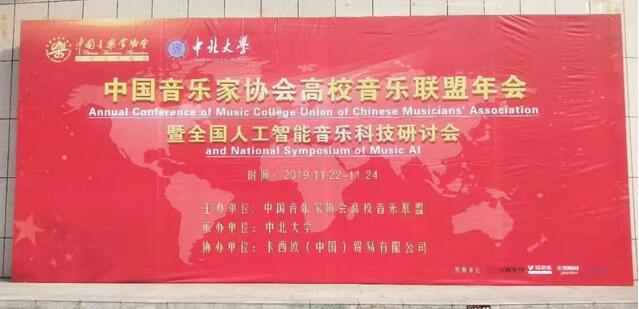 中国音乐家协会
中北大学
中国音乐家协会高校音乐联盟年会
Annual Conference of Music College Union of Chinese Musicians' Association
暨全国人工智能音乐科技研讨会
and National Symposium of Music AI
时间：2019.11.22-11.24
主办单位：中国音乐家协会高校音乐联盟
承办单位：中北大学
协办单位：卡西欧（中国）贸易有限公司
YAMAHA